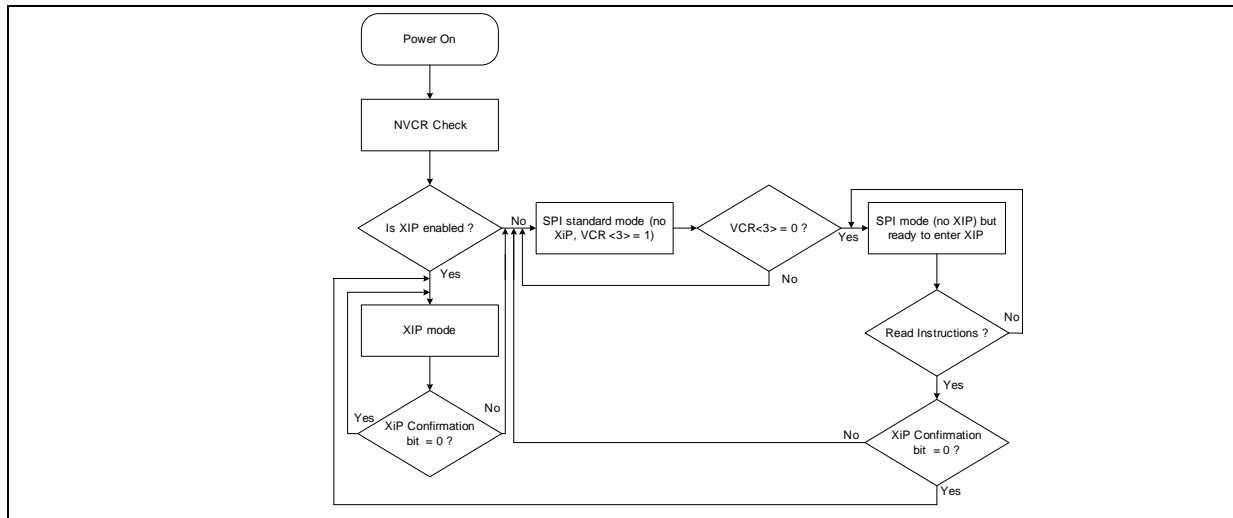 Power On
NVCR Check
Is XIP enabled ?
No
SPI standard mode (no
XiP, VCR <3> = 1)
VCR<3> = 0 ?
Yes
SPI mode (no XIP) but
ready to enter XIP
No
Yes
Read Instructions ?
No
XIP mode
Yes
Yes
XiP Confirmation
bit = 0 ?
No
No
XiP Confirmation
bit = 0 ?
Yes